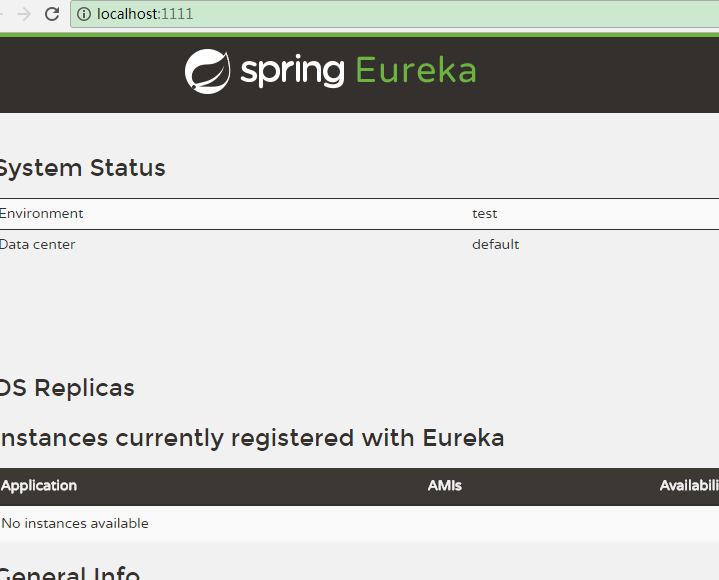 localhost:1111
spring Eureka
System Status
Environment test
Data center default
DS Replicas
Instances currently registered with Eureka
Application AMIs Availabili
No instances available
General Info